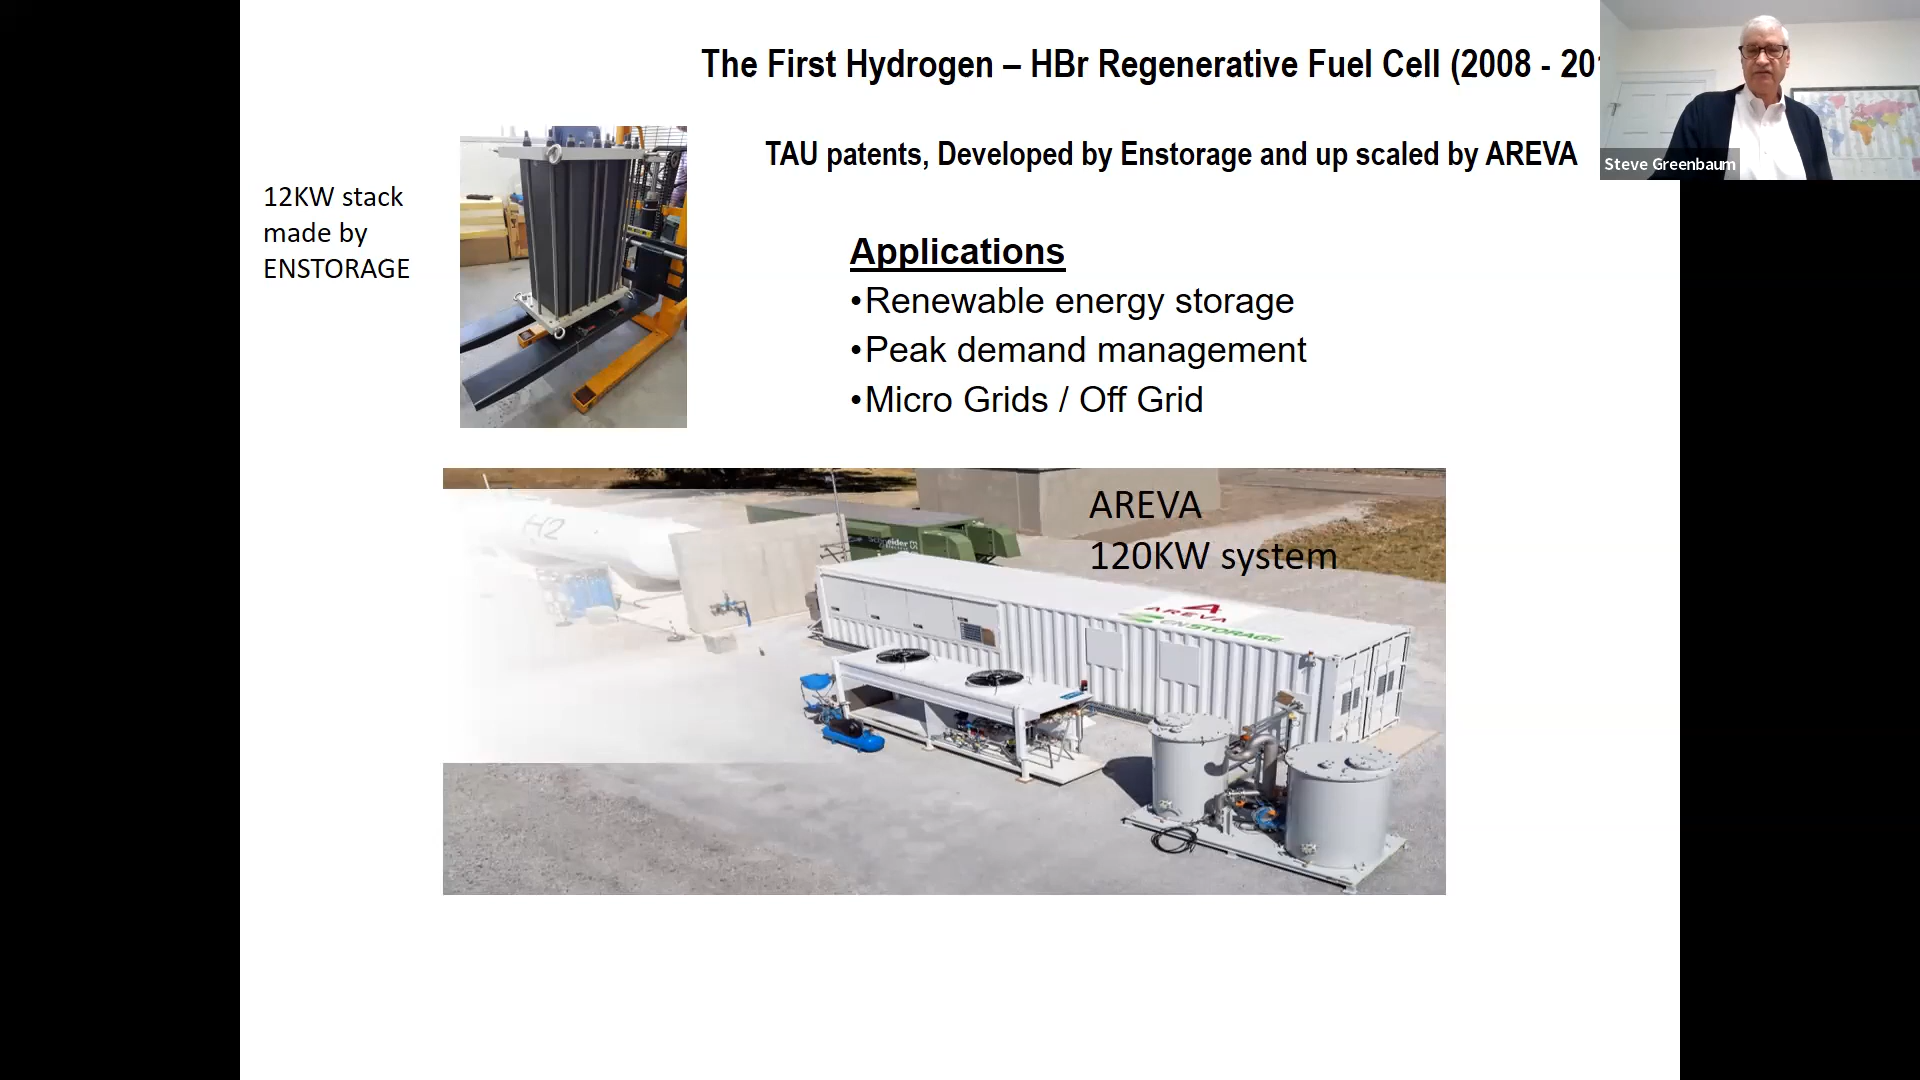 The First Hydrogen – HBr Regenerative Fuel Cell (2008 - 20
Steve Greenbaum
TAU patents, Developed by Enstorage and up scaled by AREVA
12KW stack
made by
ENSTORAGE
Applications
•Renewable energy storage
•Peak demand management
•Micro Grids / Off Grid
AREVA
120KW system
H2
schneider
AREVA
ENSTORAGE